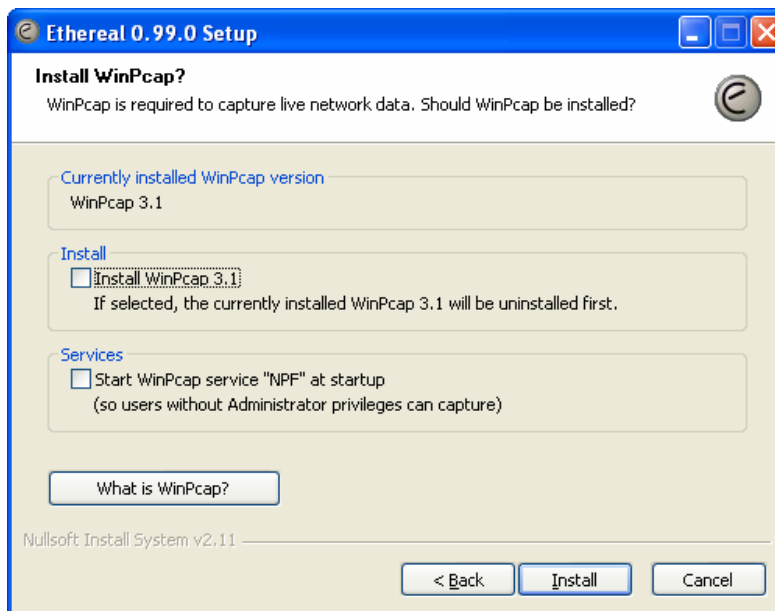 Ethereal 0.99.0 Setup
Install WinPcap?
WinPcap is required to capture live network data. Should WinPcap be installed?
Currently installed WinPcap version
WinPcap 3.1
Install
Install WinPcap 3.1
If selected, the currently installed WinPcap 3.1 will be uninstalled first.
Services
Start WinPcap service "NPF" at startup
(so users without Administrator privileges can capture)
What is WinPcap?
Nullsoft Install System v2.11
< Back Install Cancel